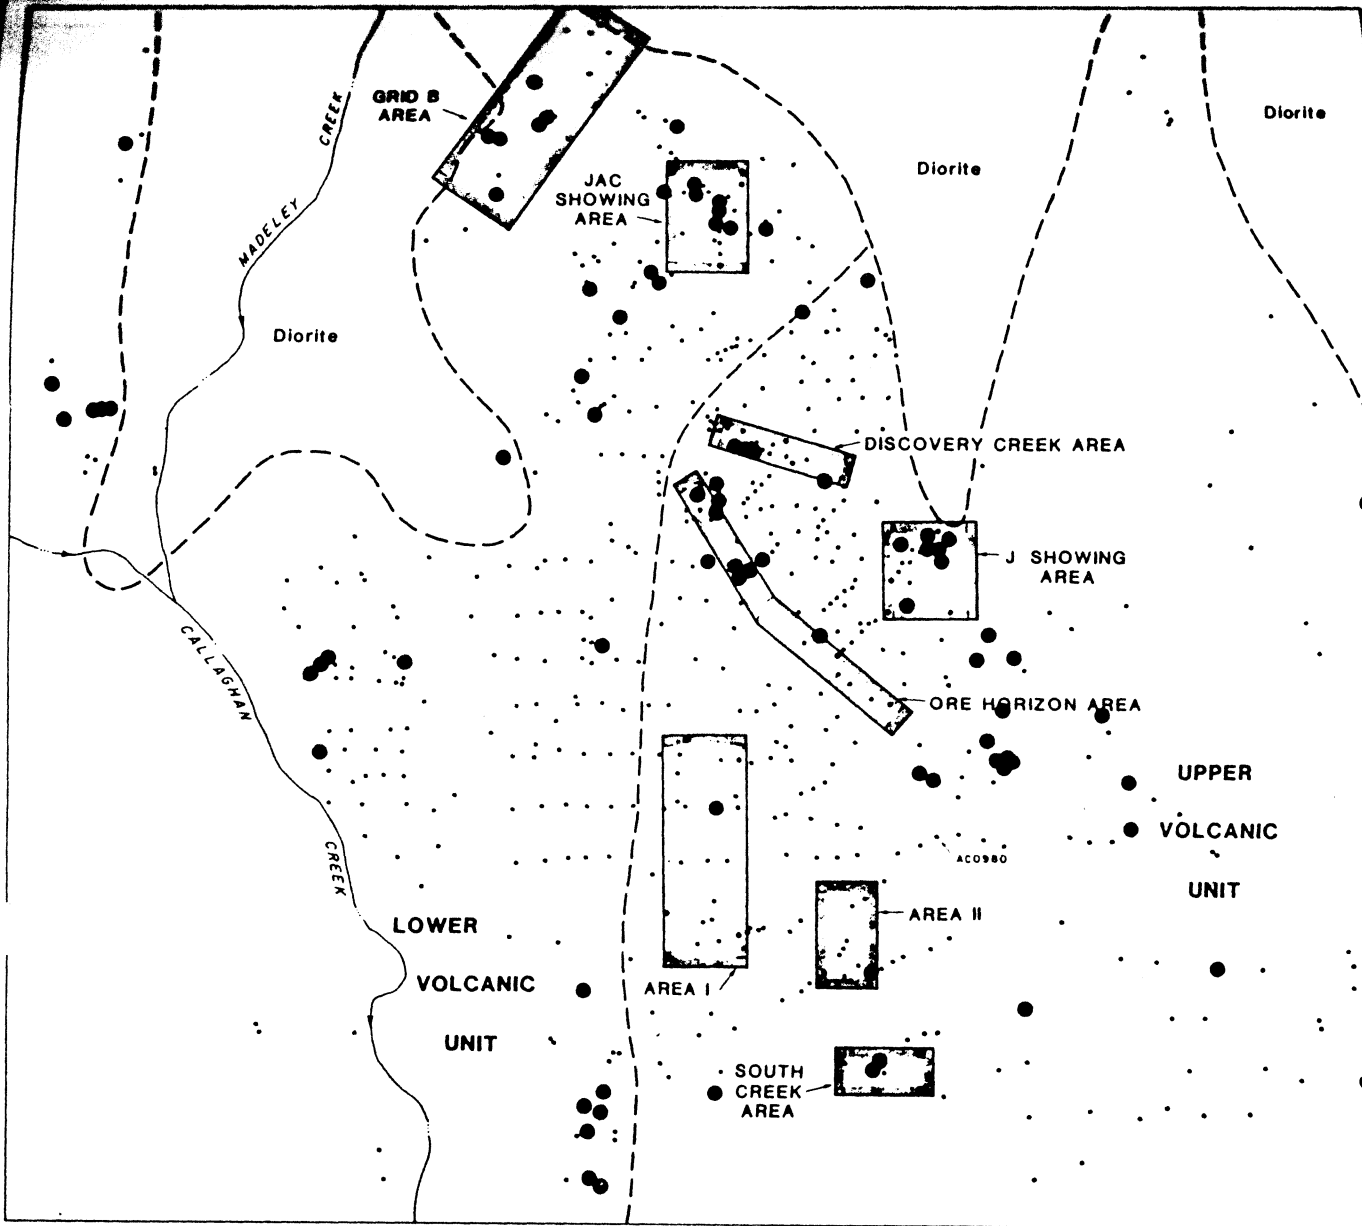 GRID B
AREA
CREEK
MADELEY
Diorite
Diorite
JAC
SHOWING
AREA
Diorite
DISCOVERY CREEK AREA
J SHOWING
AREA
CALLAGHAN
ORE HORIZON AREA
UPPER
VOLCANIC
UNIT
CREEK
AC0980
LOWER
VOLCANIC
UNIT
AREA II
AREA I
SOUTH
CREEK
AREA